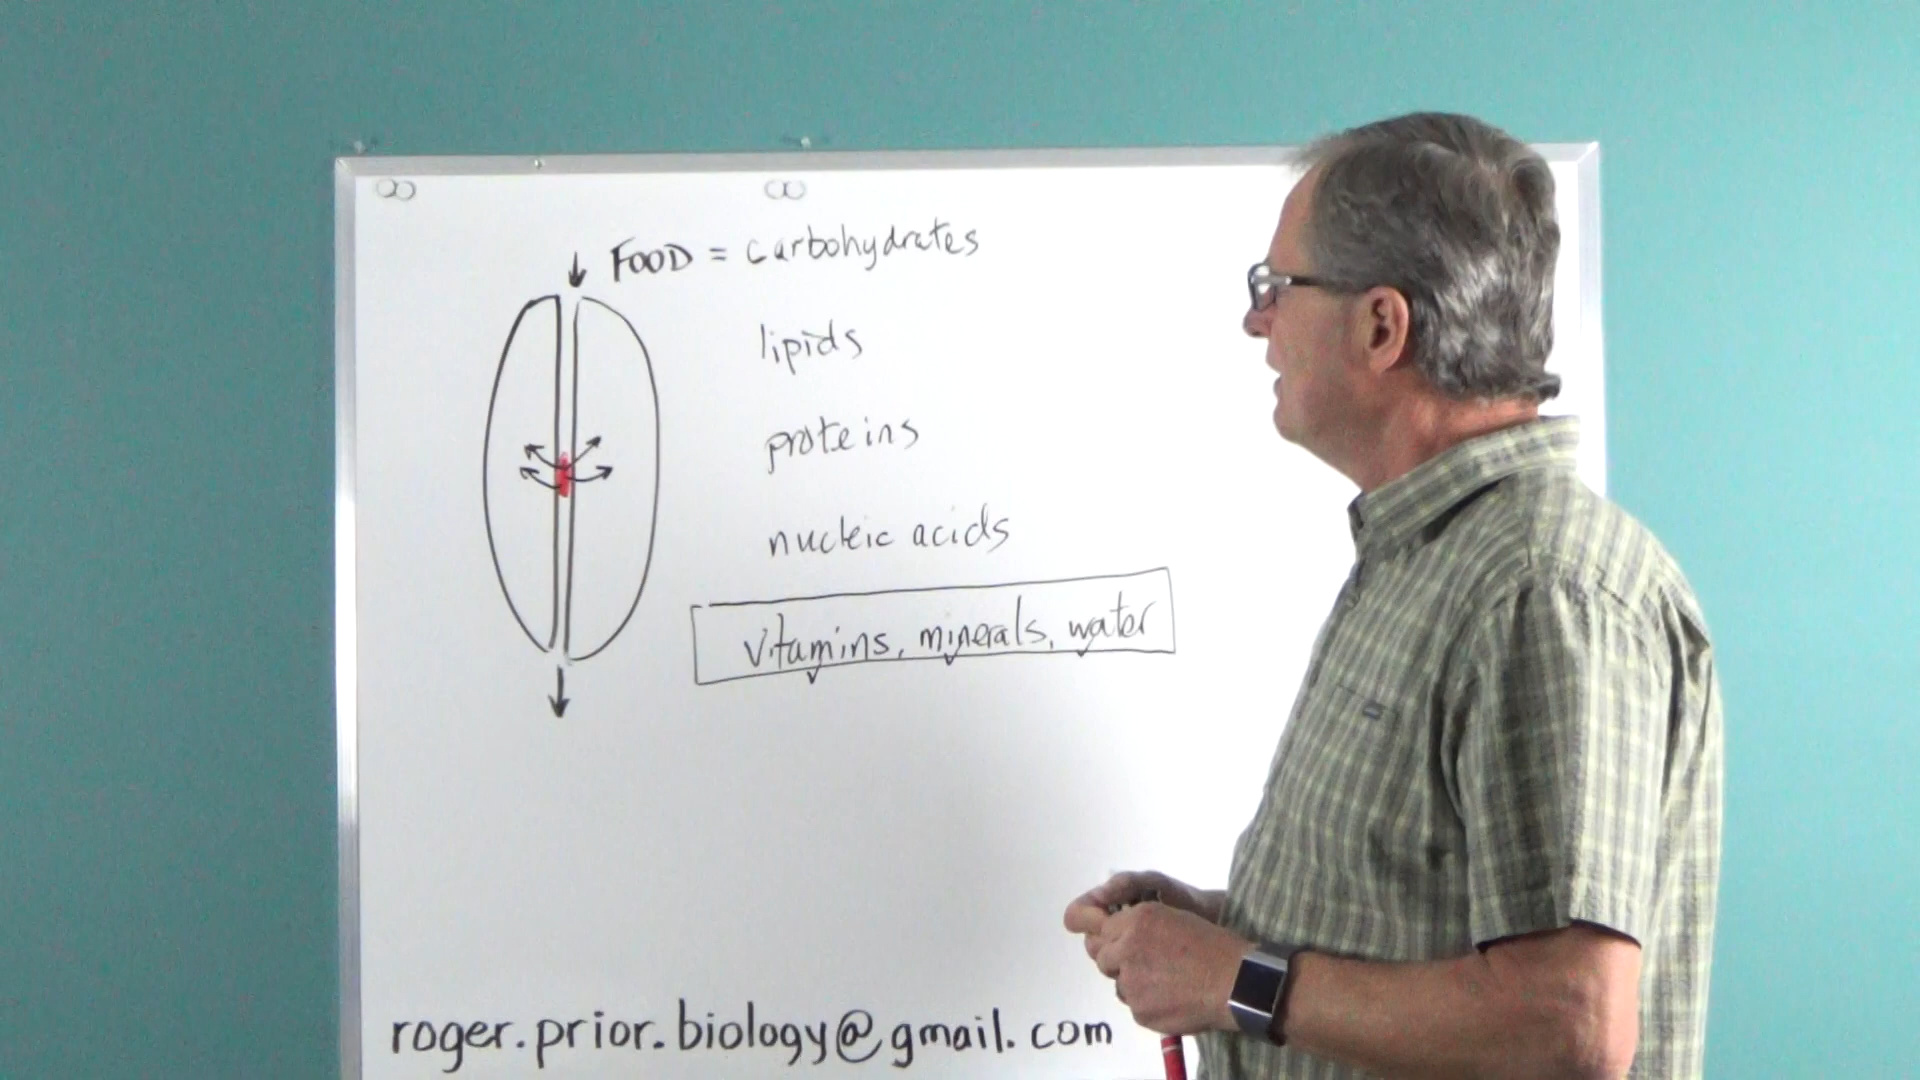 FOOD = carbohydrates
lipids
proteins
nucleic acids
vitamins, minerals, water
roger.prior.biology@gmail.com